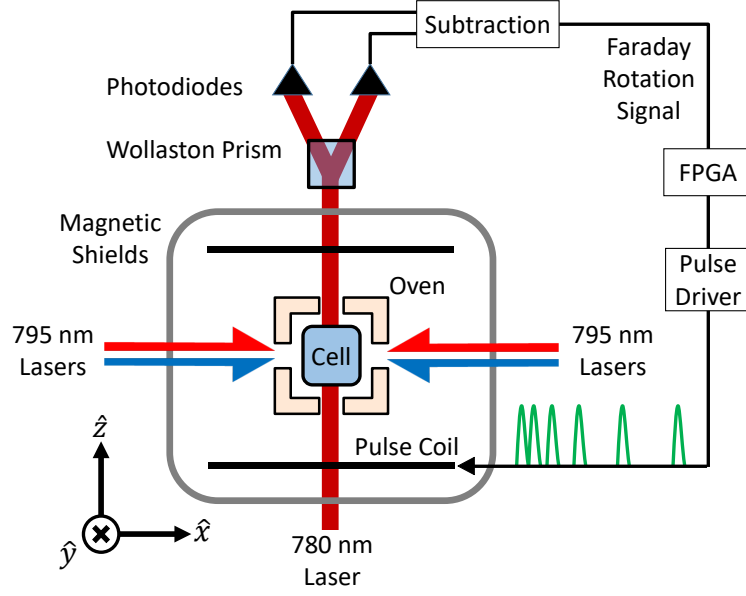 Subtraction
Photodiodes
Faraday
Rotation
Signal
Wollaston Prism
FPGA
Magnetic
Shields
Oven
Pulse
Driver
795 nm
Lasers
Cell
795 nm
Lasers
Pulse Coil
ẑ
ŷ
x̂
780 nm
Laser